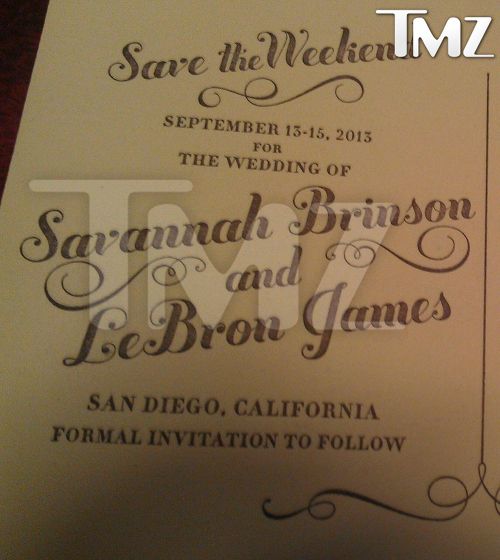 TMZ
Save the Weekend
SEPTEMBER 13-15, 2013
FOR
THE WEDDING OF
Savannah Brinson
and
LeBron James
TMZ
SAN DIEGO, CALIFORNIA
FORMAL INVITATION TO FOLLOW